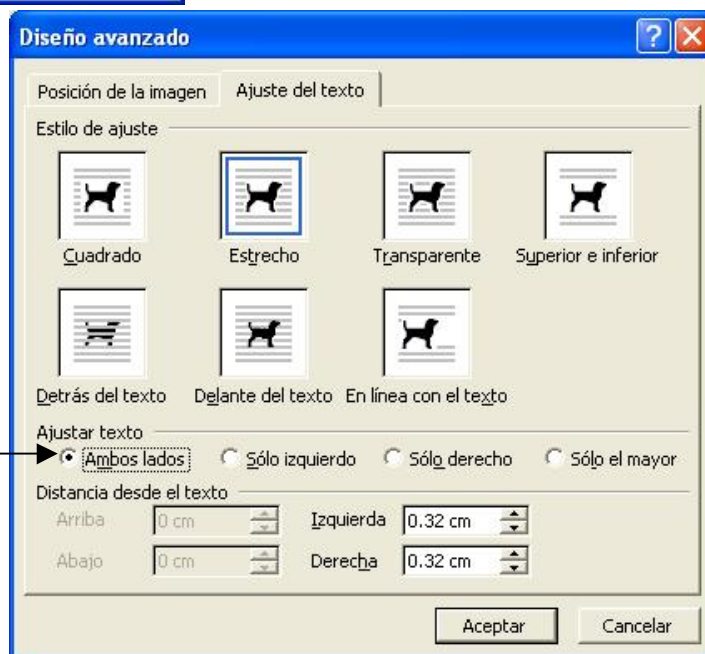 Diseño avanzado
Posición de la imagen Ajuste del texto
Estilo de ajuste
Cuadrado Estrecho Transparente Superior e inferior
Detrás del texto Delante del texto En línea con el texto
Ajustar texto
Ambos lados Sólo izquierdo Sólo derecho Sólo el mayor
Distancia desde el texto
Arriba 0 cm Izquierda 0.32 cm
Abajo 0 cm Derecha 0.32 cm
Aceptar Cancelar